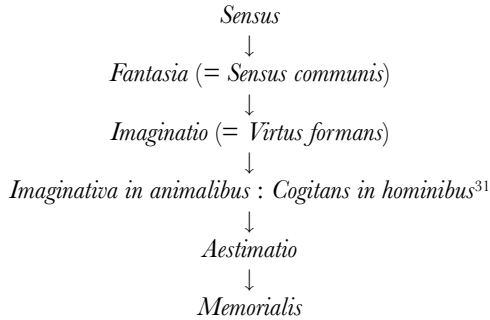 Sensus
↓
Fantasia (= Sensus communis)
↓
Imaginatio (= Virtus formans)
↓
Imaginativa in animalibus : Cogitans in hominibus³¹
↓
Aestimatio
↓
Memorialis